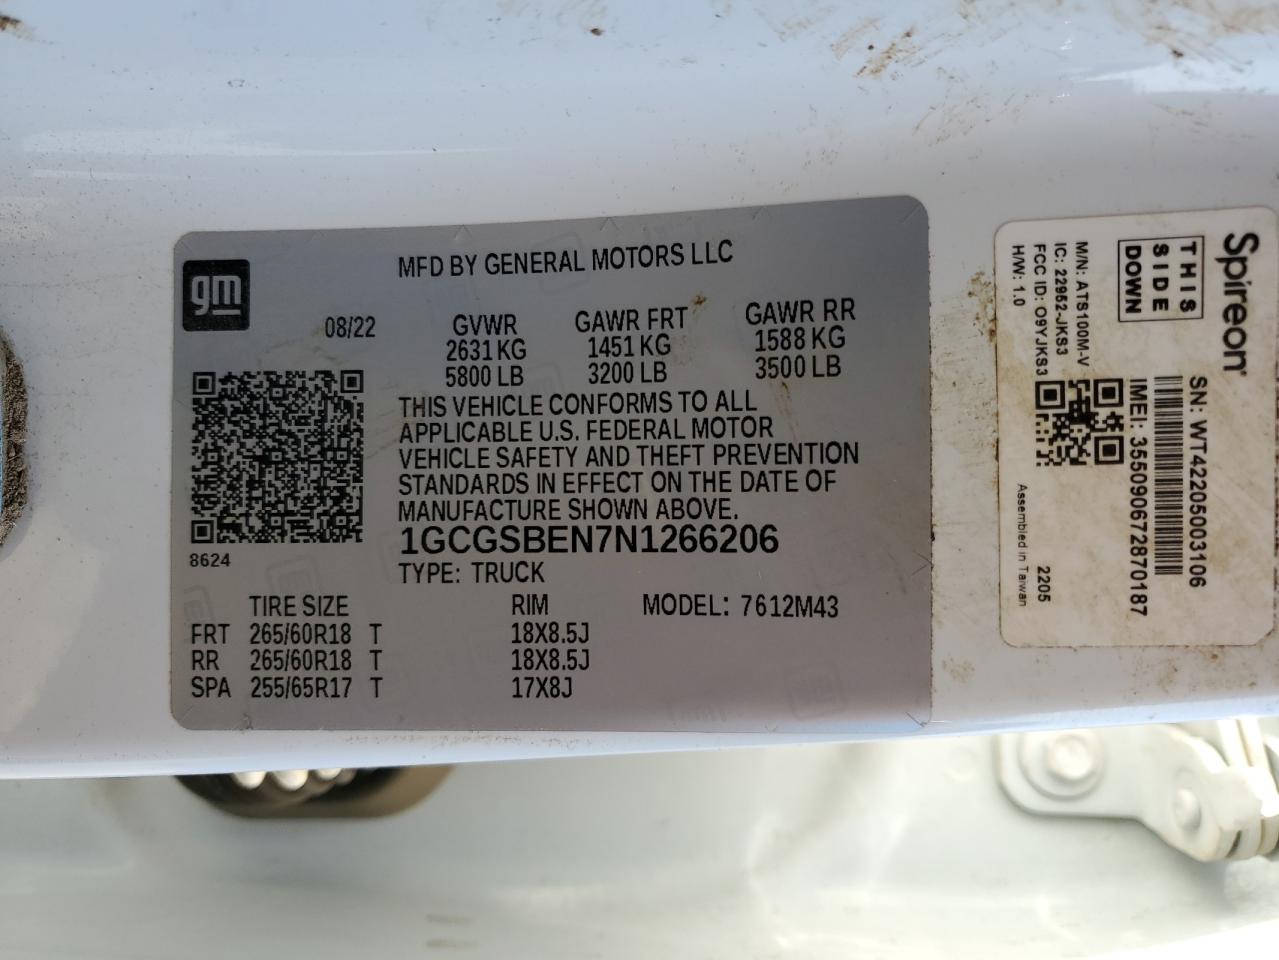 gm
MFD BY GENERAL MOTORS LLC
08/22
GVWR GAWR FRT GAWR RR
2631 KG 1451 KG 1588 KG
5800 LB 3200 LB 3500 LB
THIS VEHICLE CONFORMS TO ALL
APPLICABLE U.S. FEDERAL MOTOR
VEHICLE SAFETY AND THEFT PREVENTION
STANDARDS IN EFFECT ON THE DATE OF
MANUFACTURE SHOWN ABOVE.
8624
1GCGSBEN7N1266206
TYPE: TRUCK
TIRE SIZE RIM MODEL: 7612M43
FRT 265/60R18 T 18X8.5J
RR 265/60R18 T 18X8.5J
SPA 255/65R17 T 17X8J
Spireon
THIS
SIDE
DOWN
M/N: ATS100M-V
IC: 22952-JKS3
FCC ID: O9YJKS3
H/W: 1.0
SN: WT42205003106
IMEI: 355090672870187
2205
Assembled in Taiwan